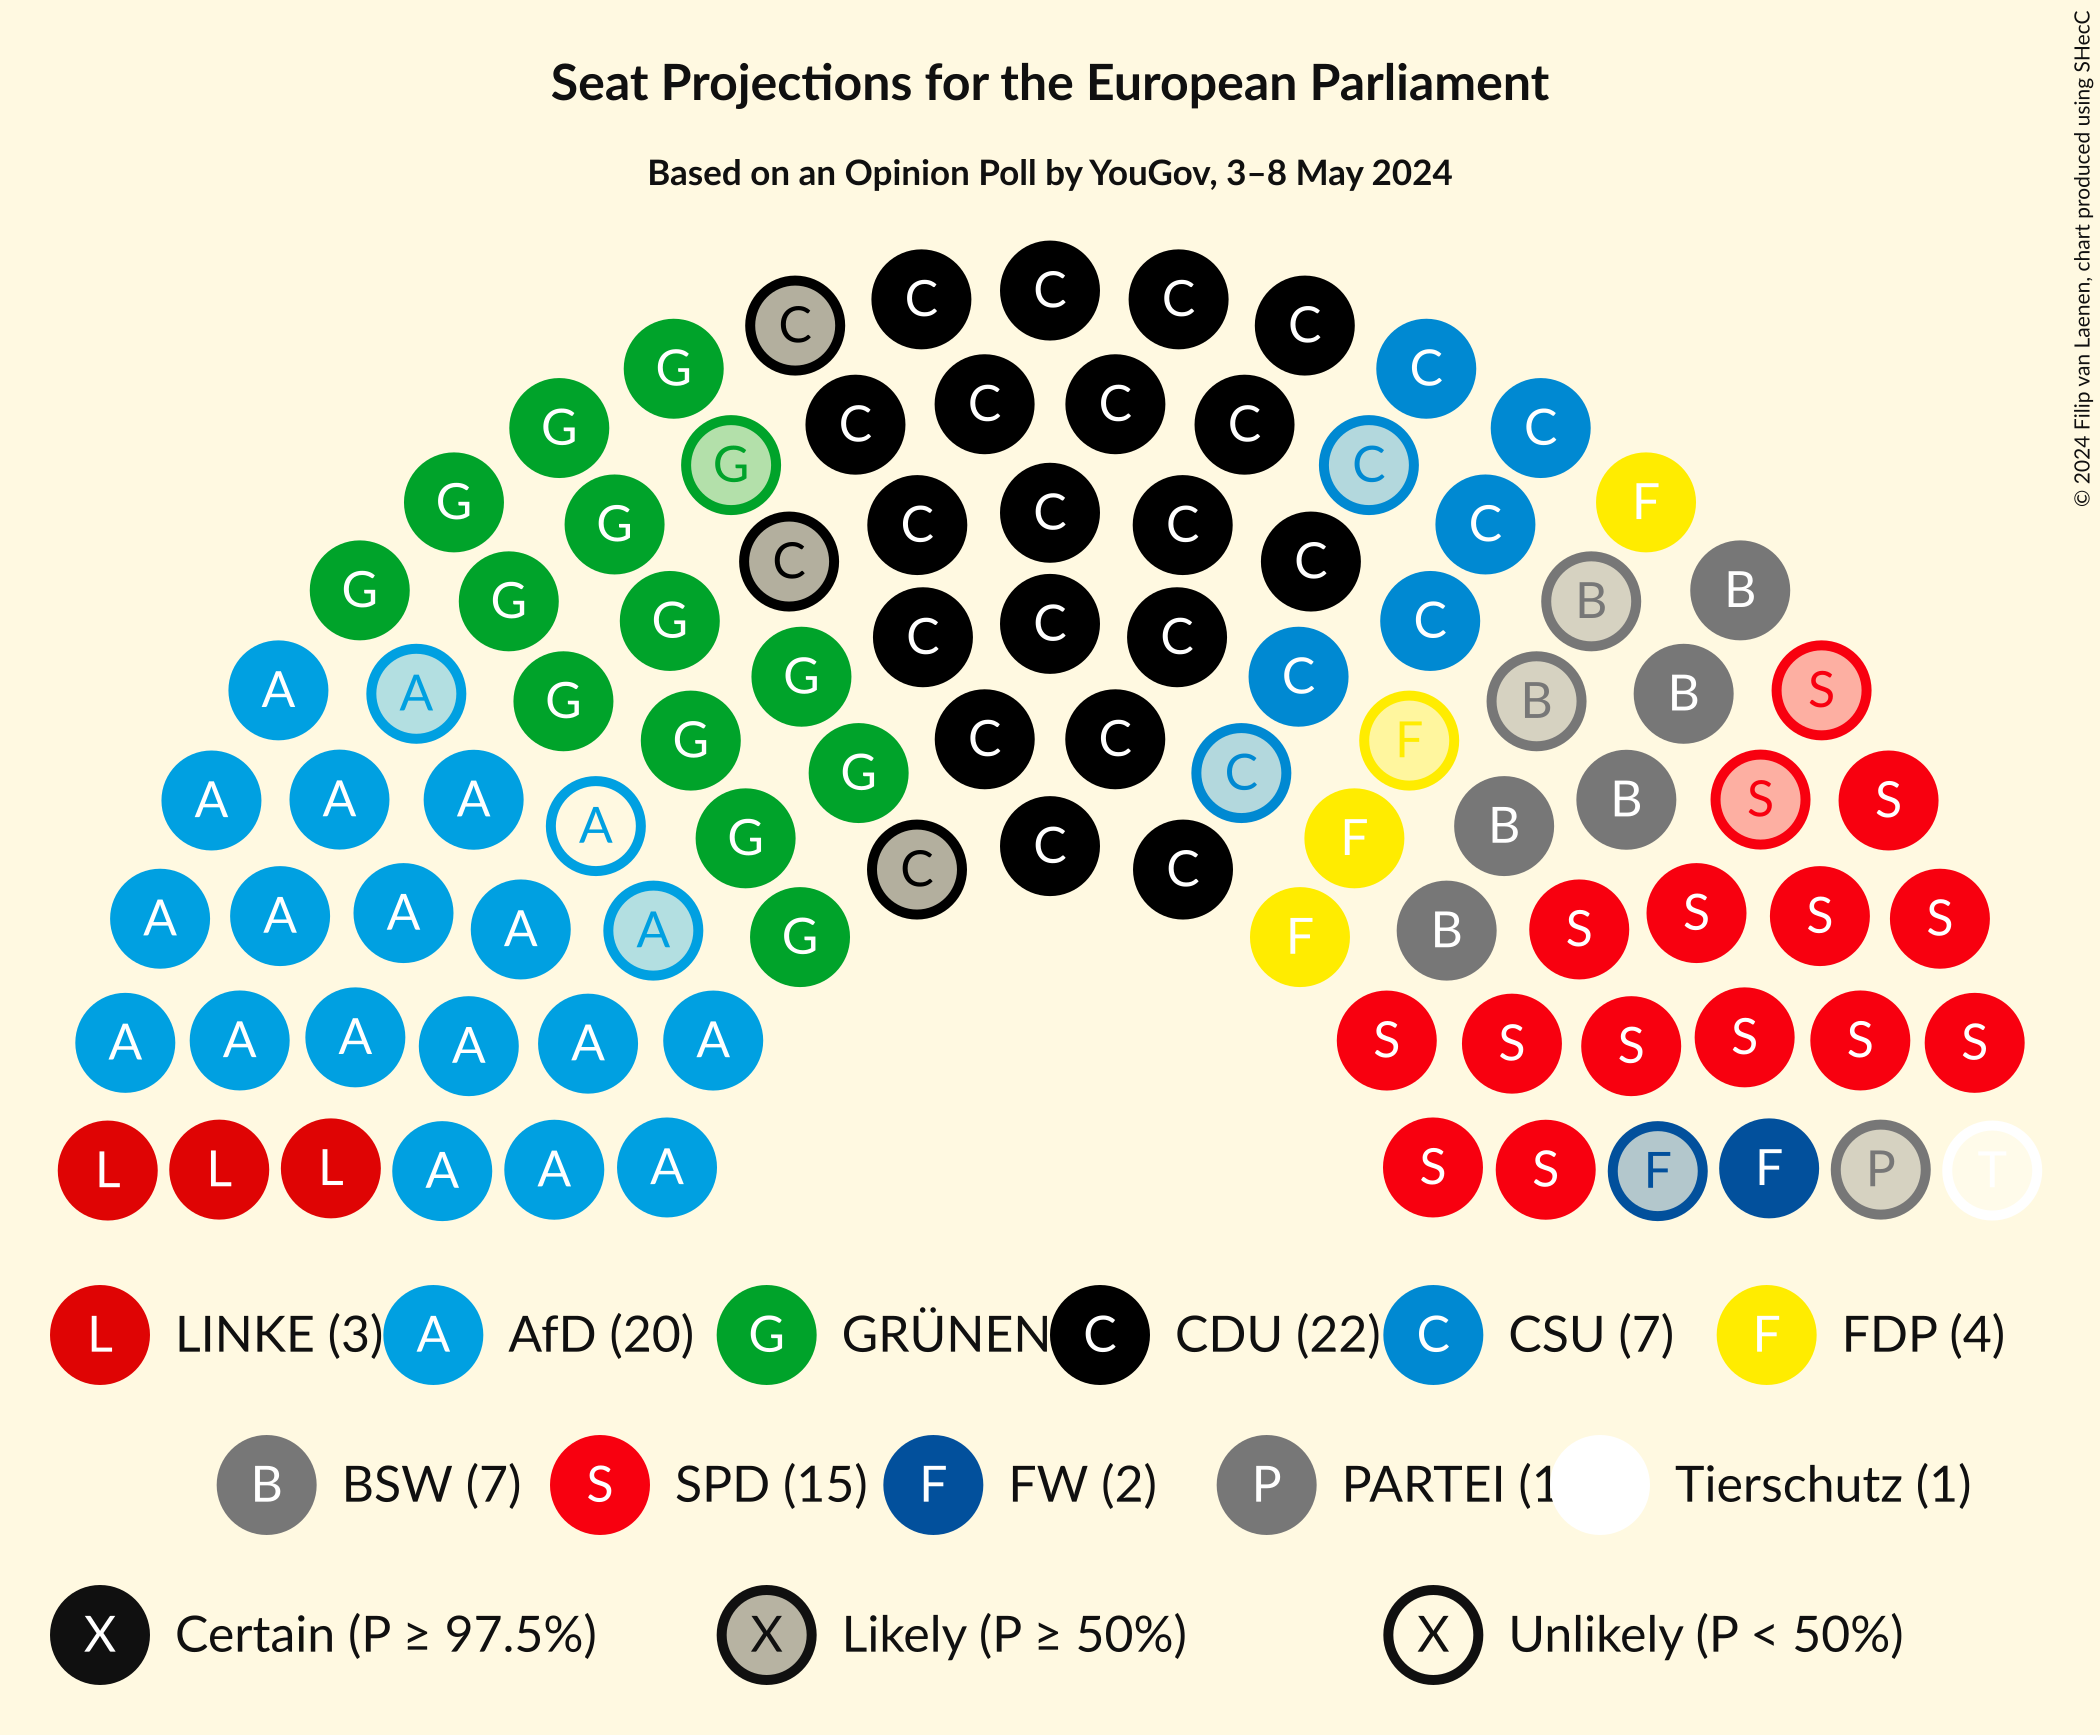 Seat Projections for the European Parliament
Based on an Opinion Poll by YouGov, 3–8 May 2024
© 2024 Filip van Laenen, chart produced using SHecC
C C C C C
G C
G C C C C C
G G C C F
G G C C C C B
G G C C C C B
A A G C C C C B S
G G C F B
A A A G C C C B S S
A G F B
A A A A A G C C C F B S S S S
A A A A A A S S S S S S
L L L A A A S S F F P T
L LINKE (3) A AfD (20) G GRÜNEN C CDU (22) C CSU (7) F FDP (4)
B BSW (7) S SPD (15) F FW (2) P PARTEI (1 Tierschutz (1)
X Certain (P ≥ 97.5%) X Likely (P ≥ 50%) X Unlikely (P < 50%)